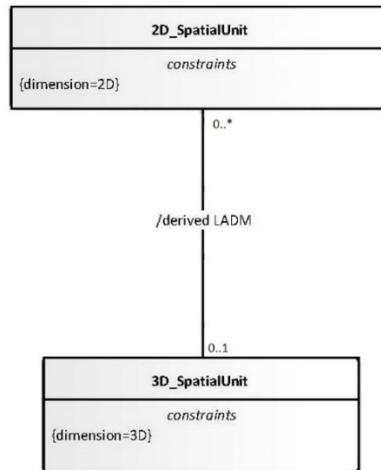 2D_SpatialUnit
constraints
{dimension=2D}
0..*
/derived LADM
0..1
3D_SpatialUnit
constraints
{dimension=3D}